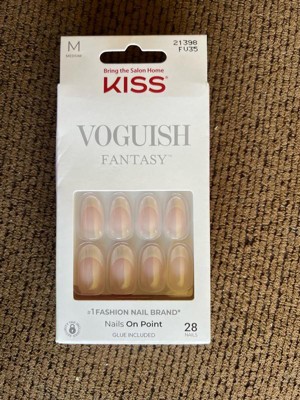 M
MEDIUM
21398
FV35
Bring the Salon Home
KISS
VOGUISH
FANTASY™
#1 FASHION NAIL BRAND*
Nails On Point
GLUE INCLUDED
28
NAILS